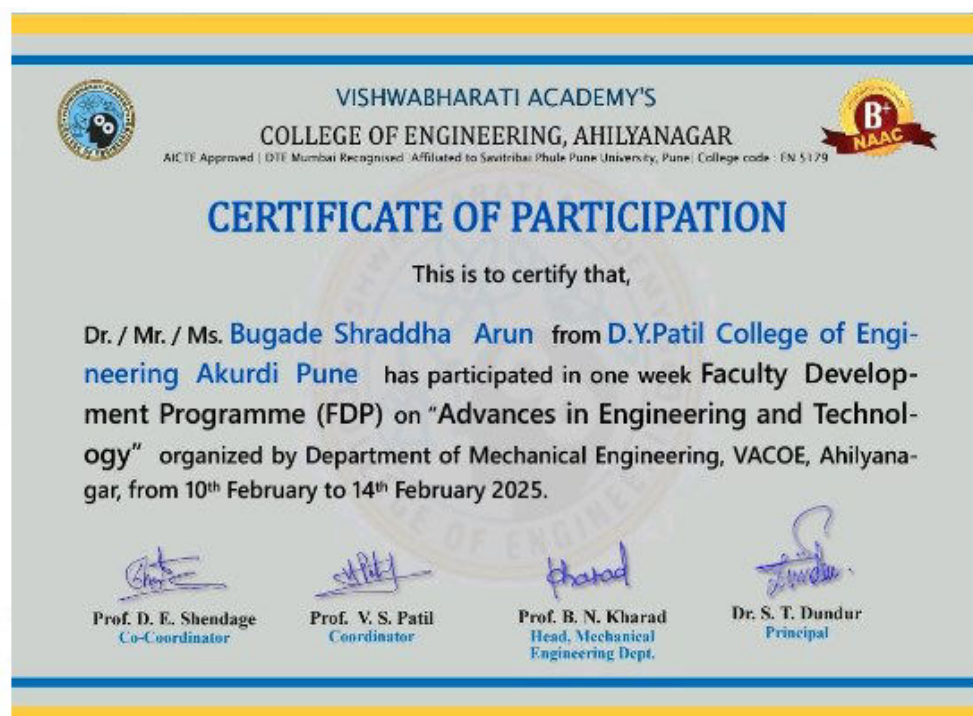 VISHWABHARATI ACADEMY'S
COLLEGE OF ENGINEERING, AHILYANAGAR
AICTE Approved | DTE Mumbai Recognised Affiliated to Savitribai Phule Pune University, Pune| College code : EN 5179
B+
NAAC
CERTIFICATE OF PARTICIPATION
This is to certify that,
Dr. / Mr. / Ms. Bugade Shraddha Arun from D.Y.Patil College of Engi-
neering Akurdi Pune has participated in one week Faculty Develop-
ment Programme (FDP) on "Advances in Engineering and Technol-
ogy" organized by Department of Mechanical Engineering, VACOE, Ahilyana-
gar, from 10th February to 14th February 2025.
Kharad
Prof. D. E. Shendage Prof. V. S. Patil Prof. B. N. Kharad Dr. S. T. Dundur
Co-Coordinator Coordinator Head, Mechanical Principal
Engineering Dept.